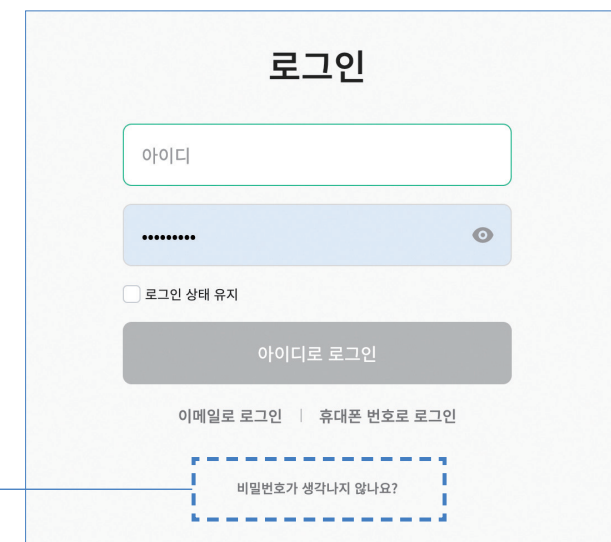 로그인
아이디
•••••••••
로그인 상태 유지
아이디로 로그인
이메일로 로그인 | 휴대폰 번호로 로그인
비밀번호가 생각나지 않나요?